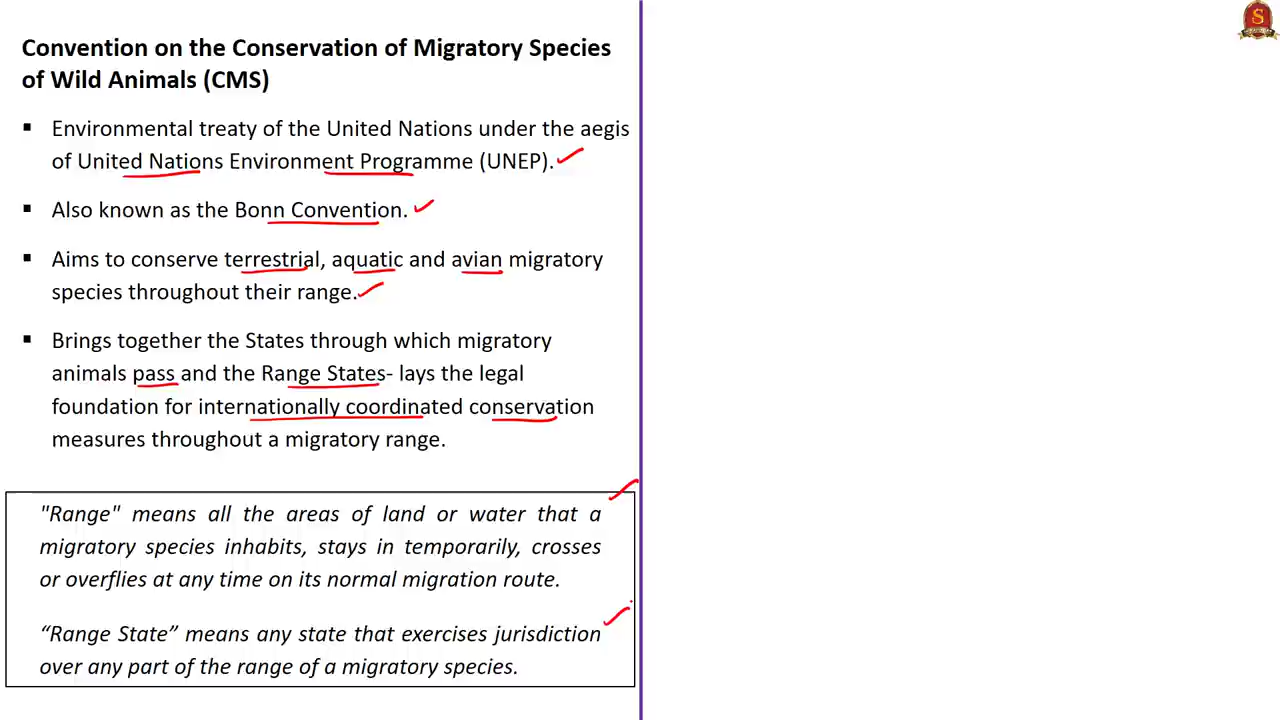 Convention on the Conservation of Migratory Species
of Wild Animals (CMS)
▪ Environmental treaty of the United Nations under the aegis
of United Nations Environment Programme (UNEP).
▪ Also known as the Bonn Convention.
▪ Aims to conserve terrestrial, aquatic and avian migratory
species throughout their range.
▪ Brings together the States through which migratory
animals pass and the Range States- lays the legal
foundation for internationally coordinated conservation
measures throughout a migratory range.
"Range" means all the areas of land or water that a
migratory species inhabits, stays in temporarily, crosses
or overflies at any time on its normal migration route.
“Range State” means any state that exercises jurisdiction
over any part of the range of a migratory species.
S